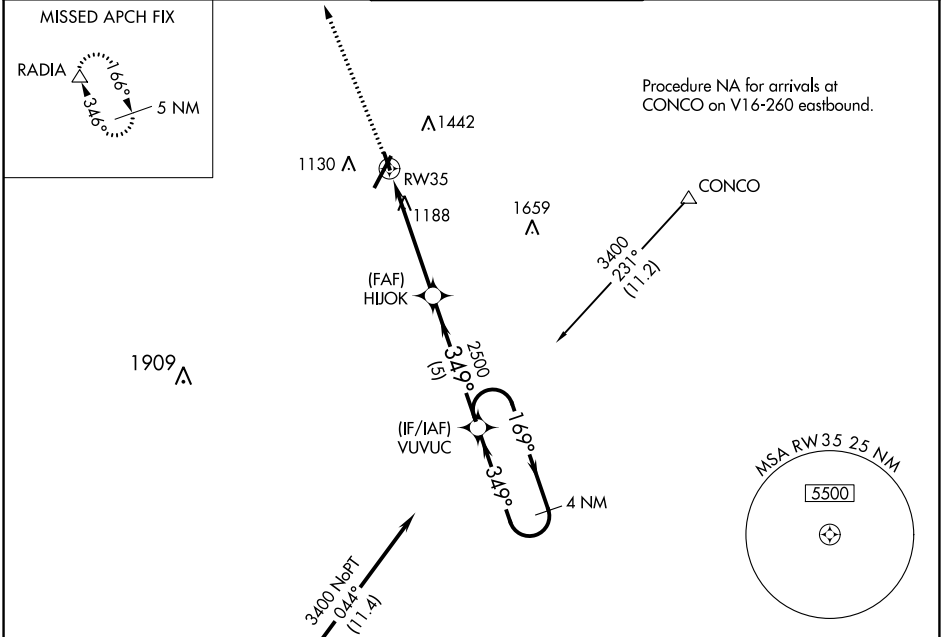 MISSED APCH FIX
RADIA
166°
346°
5 NM
Procedure NA for arrivals at
CONCO on V16-260 eastbound.
1442
1130
RW35
1188
1659
CONCO
3400
231°
(11.2)
(FAF)
HIJOK
2500
349°
(5)
1909
(IF/IAF)
VUVUC
169°
349°
4 NM
MSA RW35 25 NM
5500
3400 NoPT
044°
(11.4)